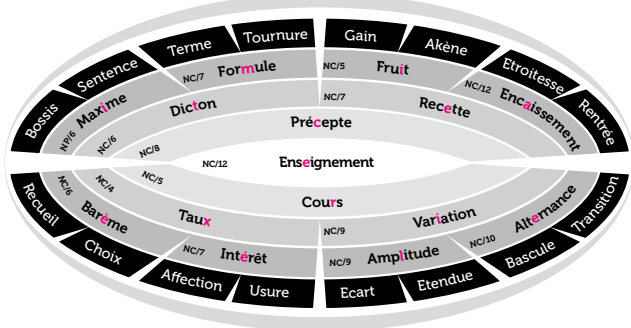 Bossis
Sentence
Terme
Tournure
Gain
Akène
Etroitesse
Rentrée
NP/6 Maxime
NC/7 Formule
NC/5 Fruit
NC/12 Encaissement
NC/6 Dicton
NC/7 Recette
NC/8 Précepte
NC/12 Enseignement
NC/5 Cours
NC/4 Taux
NC/9 Variation
NC/6 Barème
NC/7 Intérêt
NC/9 Amplitude
NC/10 Alternance
Recueil
Choix
Affection
Usure
Ecart
Etendue
Bascule
Transition